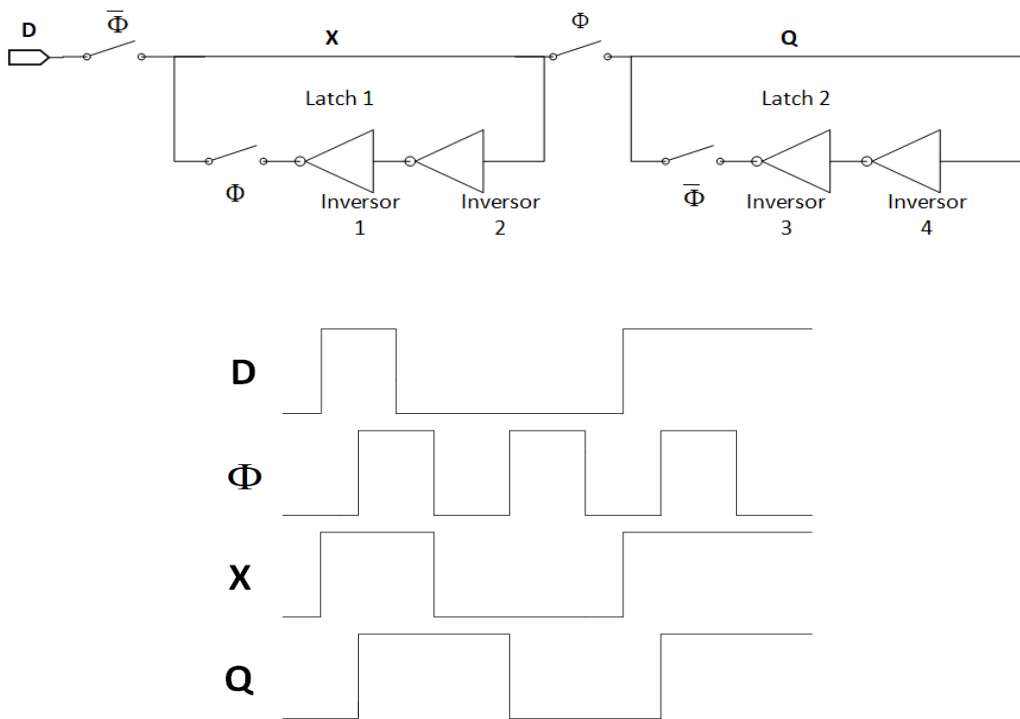 D Φ̅ X Φ Q
Latch 1 Latch 2
Φ Inversor 1 Inversor 2 Φ̅ Inversor 3 Inversor 4
D
Φ
X
Q